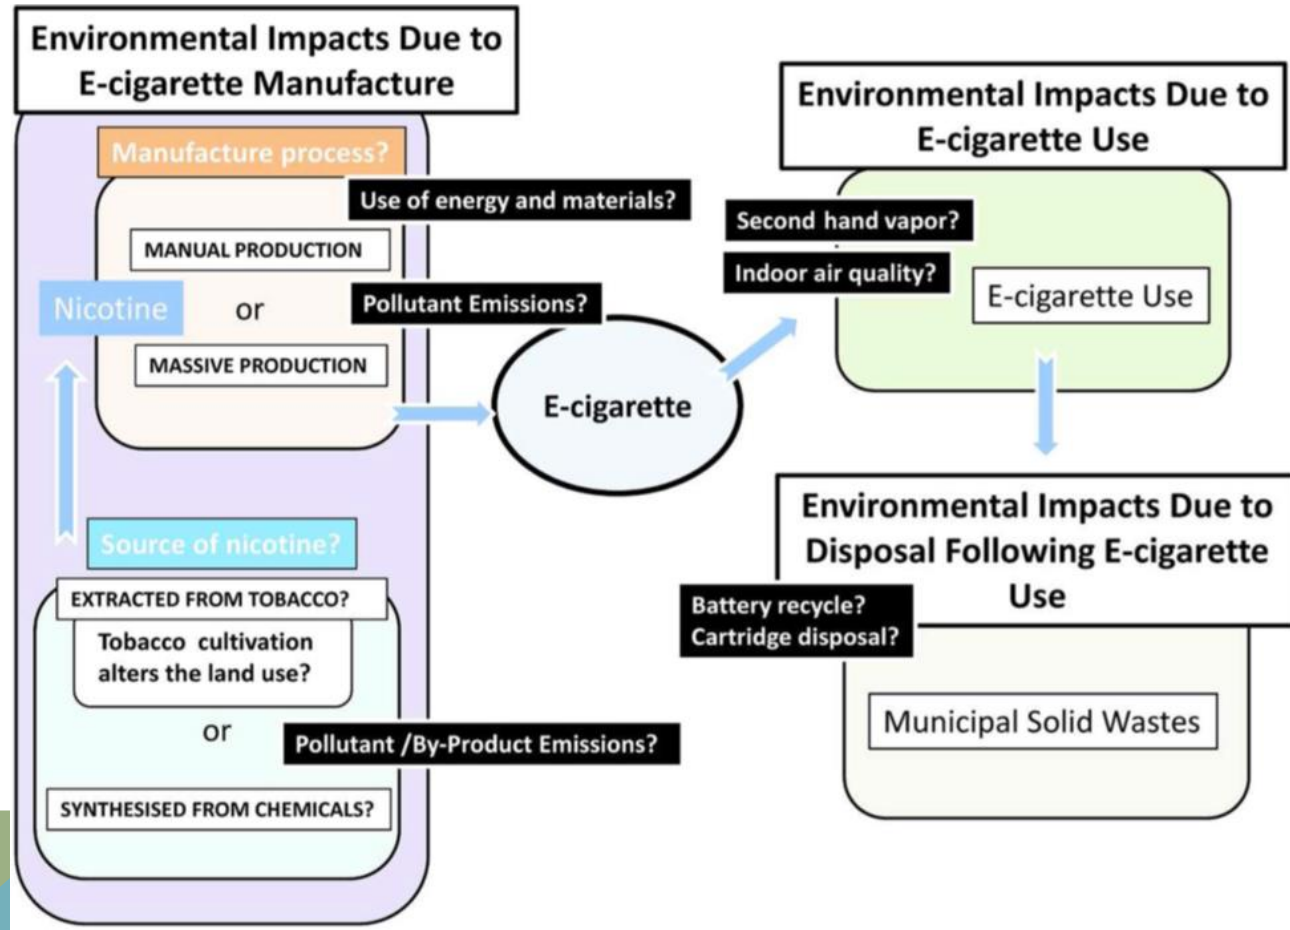 Environmental Impacts Due to
E-cigarette Manufacture
Manufacture process?
Use of energy and materials?
MANUAL PRODUCTION
Nicotine
or
Pollutant Emissions?
MASSIVE PRODUCTION
Source of nicotine?
EXTRACTED FROM TOBACCO?
Tobacco cultivation
alters the land use?
or
Pollutant /By-Product Emissions?
SYNTHESISED FROM CHEMICALS?
E-cigarette
Environmental Impacts Due to
E-cigarette Use
Second hand vapor?
Indoor air quality?
E-cigarette Use
Environmental Impacts Due to
Disposal Following E-cigarette
Use
Battery recycle?
Cartridge disposal?
Municipal Solid Wastes